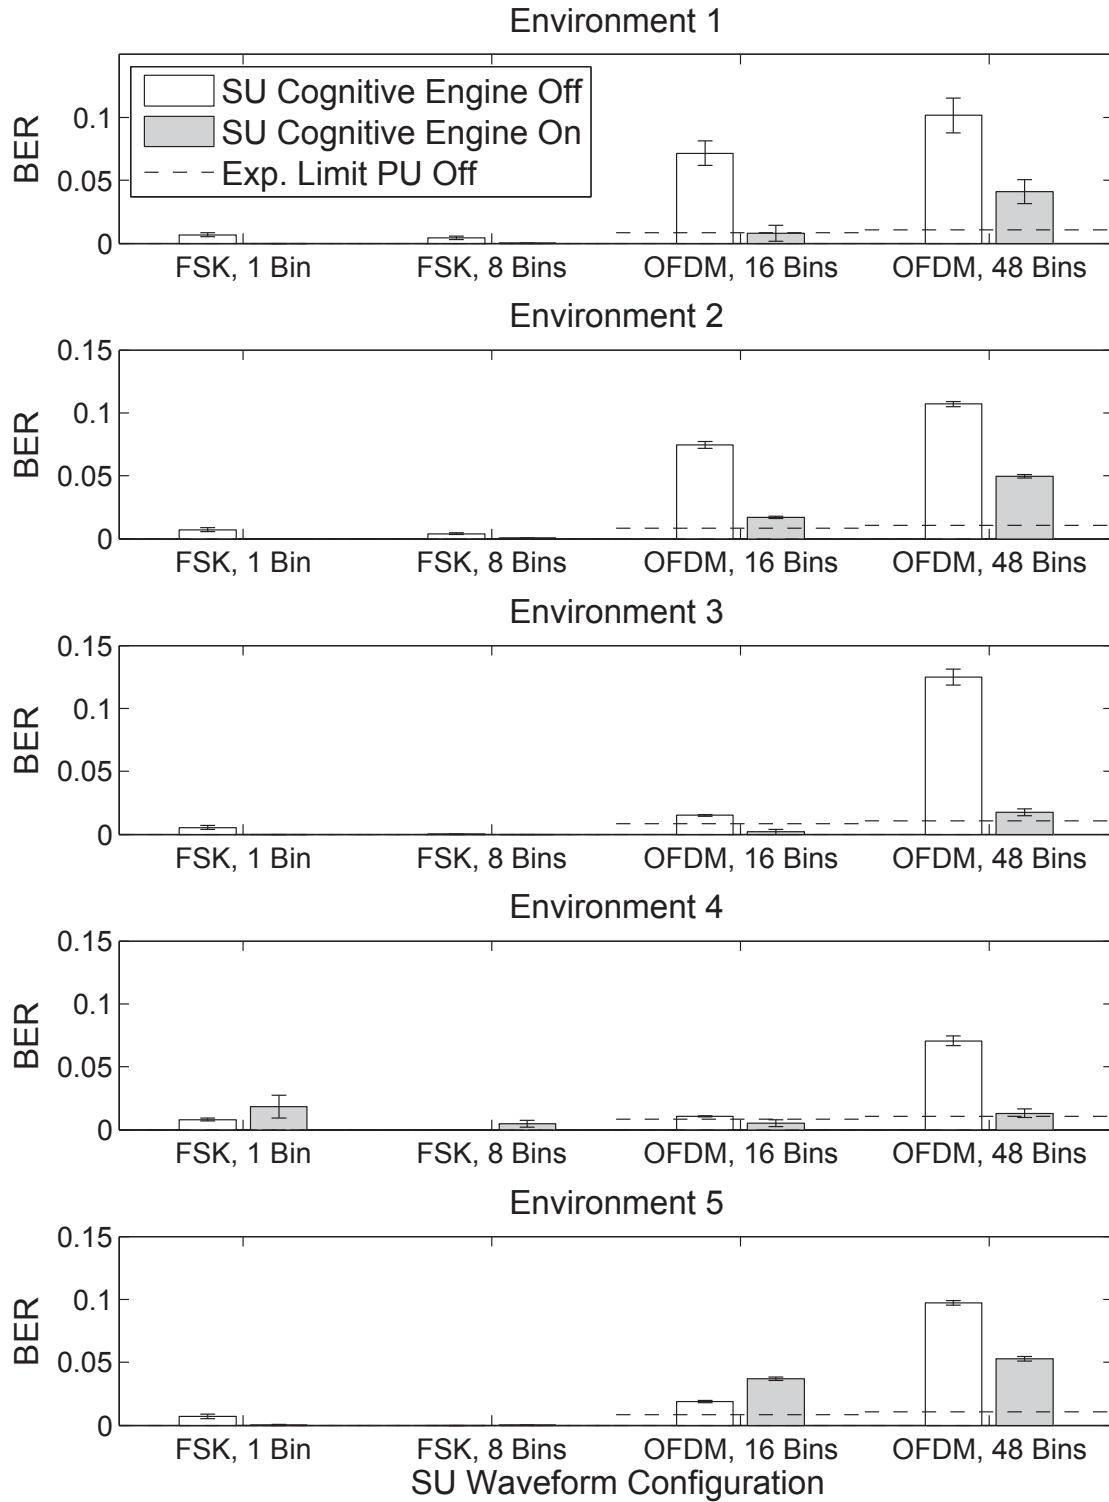 Environment 1
BER
0.1
0.05
0
SU Cognitive Engine Off
SU Cognitive Engine On
Exp. Limit PU Off
FSK, 1 Bin FSK, 8 Bins OFDM, 16 Bins OFDM, 48 Bins
Environment 2
BER
0.15
0.1
0.05
0
FSK, 1 Bin FSK, 8 Bins OFDM, 16 Bins OFDM, 48 Bins
Environment 3
BER
0.15
0.1
0.05
0
FSK, 1 Bin FSK, 8 Bins OFDM, 16 Bins OFDM, 48 Bins
Environment 4
BER
0.15
0.1
0.05
0
FSK, 1 Bin FSK, 8 Bins OFDM, 16 Bins OFDM, 48 Bins
Environment 5
BER
0.15
0.1
0.05
0
FSK, 1 Bin FSK, 8 Bins OFDM, 16 Bins OFDM, 48 Bins
SU Waveform Configuration